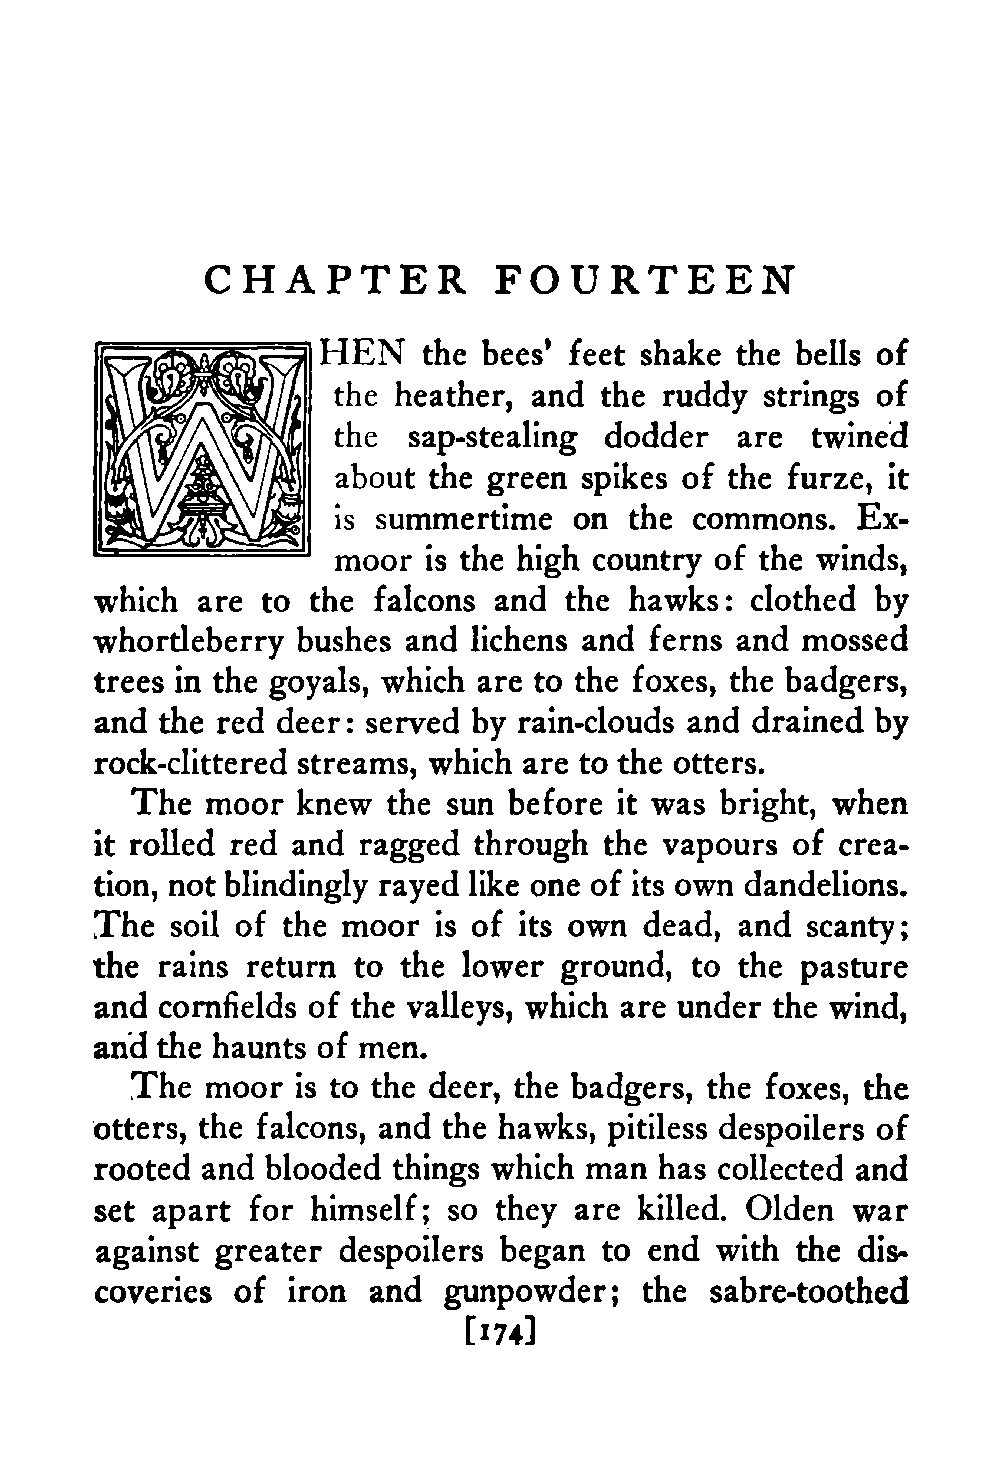 CHAPTER FOURTEEN
WHEN the bees' feet shake the bells of
the heather, and the ruddy strings of
the sap-stealing dodder are twined
about the green spikes of the furze, it
is summertime on the commons. Ex-
moor is the high country of the winds,
which are to the falcons and the hawks: clothed by
whortleberry bushes and lichens and ferns and mossed
trees in the goyals, which are to the foxes, the badgers,
and the red deer: served by rain-clouds and drained by
rock-clittered streams, which are to the otters.
The moor knew the sun before it was bright, when
it rolled red and ragged through the vapours of crea-
tion, not blindingly rayed like one of its own dandelions.
The soil of the moor is of its own dead, and scanty;
the rains return to the lower ground, to the pasture
and cornfields of the valleys, which are under the wind,
and the haunts of men.
The moor is to the deer, the badgers, the foxes, the
otters, the falcons, and the hawks, pitiless despoilers of
rooted and blooded things which man has collected and
set apart for himself; so they are killed. Olden war
against greater despoilers began to end with the dis-
coveries of iron and gunpowder; the sabre-toothed
[174]